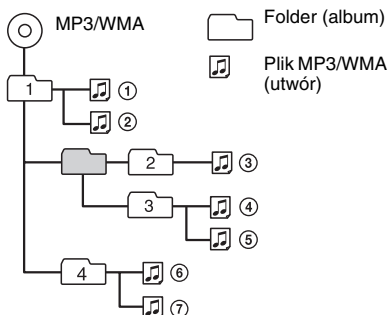 MP3/WMA
Folder (album)
Plik MP3/WMA
(utwór)
1
①
②
2
③
3
④
⑤
4
⑥
⑦